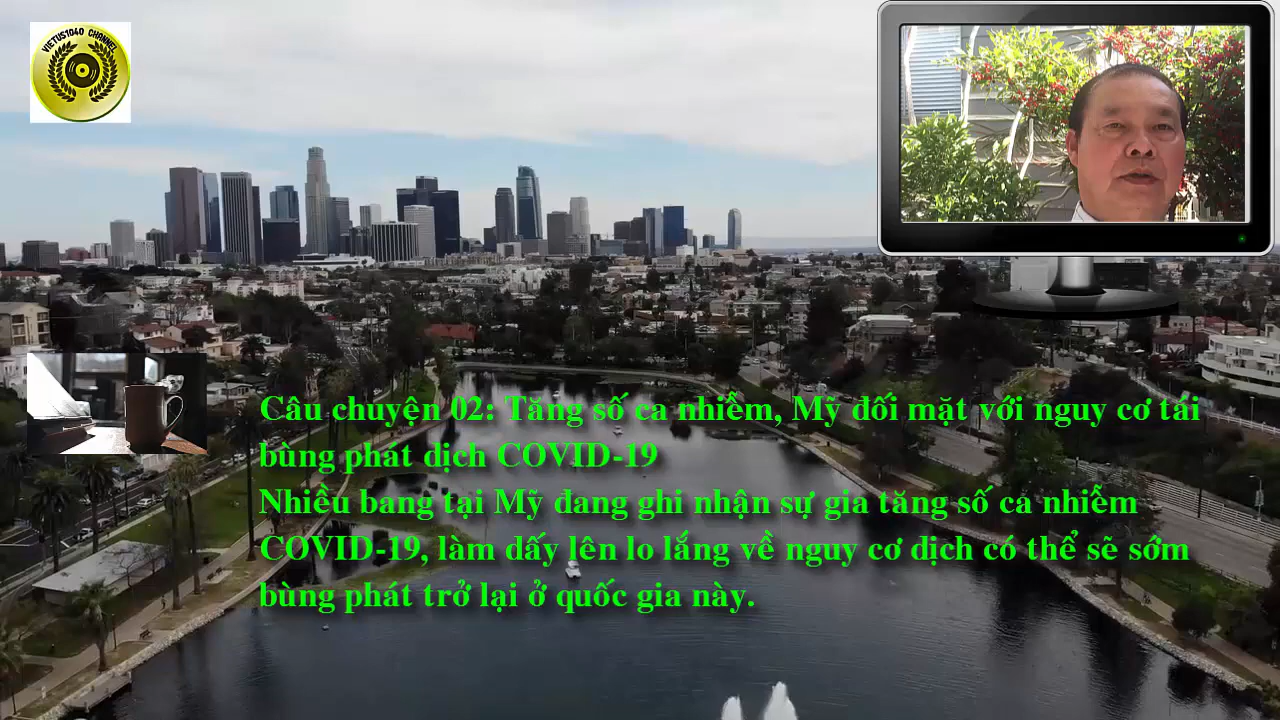 VIETUS1040 CHANNEL
Câu chuyện 02: Tăng số ca nhiễm, Mỹ đối mặt với nguy cơ tái
bùng phát dịch COVID-19
Nhiều bang tại Mỹ đang ghi nhận sự gia tăng số ca nhiễm
COVID-19, làm dấy lên lo lắng về nguy cơ dịch có thể sẽ sớm
bùng phát trở lại ở quốc gia này.